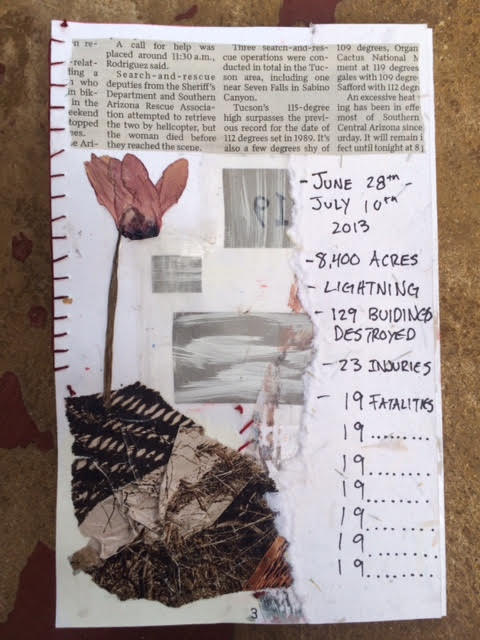 n re-
-relat-
ding a
n who
in bik-
in the
eekend
topped
nes.
e Ari-
A call for help was
placed around 11:30 a.m.,
Rodriguez said.
Search-and-rescue
deputies from the Sheriff's
Department and Southern
Arizona Rescue Associa-
tion attempted to retrieve
the two by helicopter, but
the woman died before
they reached the scene.
Three search-and-res-
cue operations were con-
ducted in total in the Tuc-
son area, including one
near Seven Falls in Sabino
Canyon.
Tucson's 115-degree
high surpasses the previ-
ous record for the date of
112 degrees set in 1989. It's
also a few degrees shy of
109 degrees, Organ
Cactus National M
ment at 119 degrees
gales with 109 degre
Safford with 112 deg
An excessive heat
ing has been in effe
most of Southern
Central Arizona since
urday. It will remain i
fect until tonight at 8
19
- JUNE 28th -
JULY 10th
2013
- 8,400 ACRES
- LIGHTNING
- 129 BUIDINGS
DESTROYED
- 23 INJURIES
- 19 FATALITIES
19 ........
19 ........
19 ........
19 ........
19 ........
19 ........
3